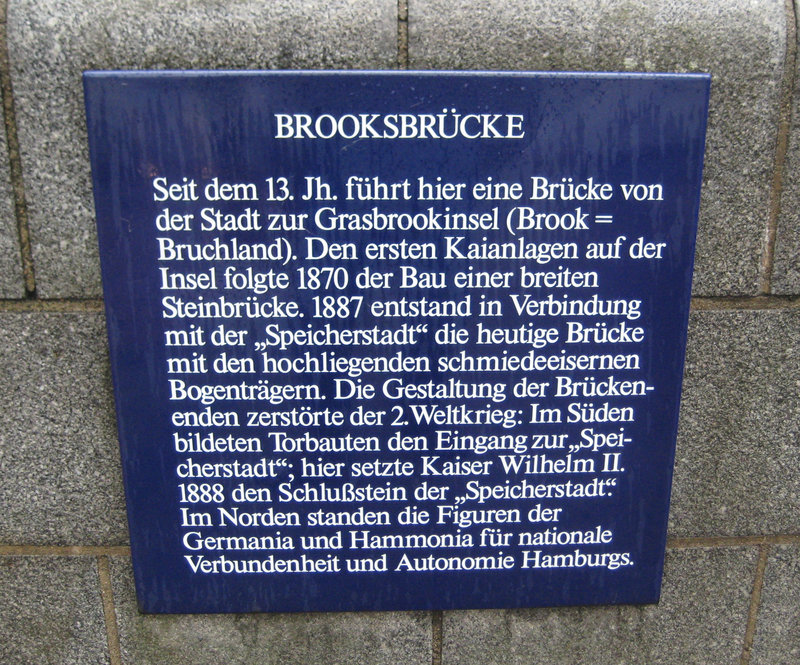 BROOKSBRÜCKE
Seit dem 13. Jh. führt hier eine Brücke von
der Stadt zur Grasbrookinsel (Brook =
Bruchland). Den ersten Kaianlagen auf der
Insel folgte 1870 der Bau einer breiten
Steinbrücke. 1887 entstand in Verbindung
mit der „Speicherstadt“ die heutige Brücke
mit den hochliegenden schmiedeeisernen
Bogenträgern. Die Gestaltung der Brücken-
enden zerstörte der 2. Weltkrieg: Im Süden
bildeten Torbauten den Eingang zur „Spei-
cherstadt“; hier setzte Kaiser Wilhelm II.
1888 den Schlußstein der „Speicherstadt“.
Im Norden standen die Figuren der
Germania und Hammonia für nationale
Verbundenheit und Autonomie Hamburgs.